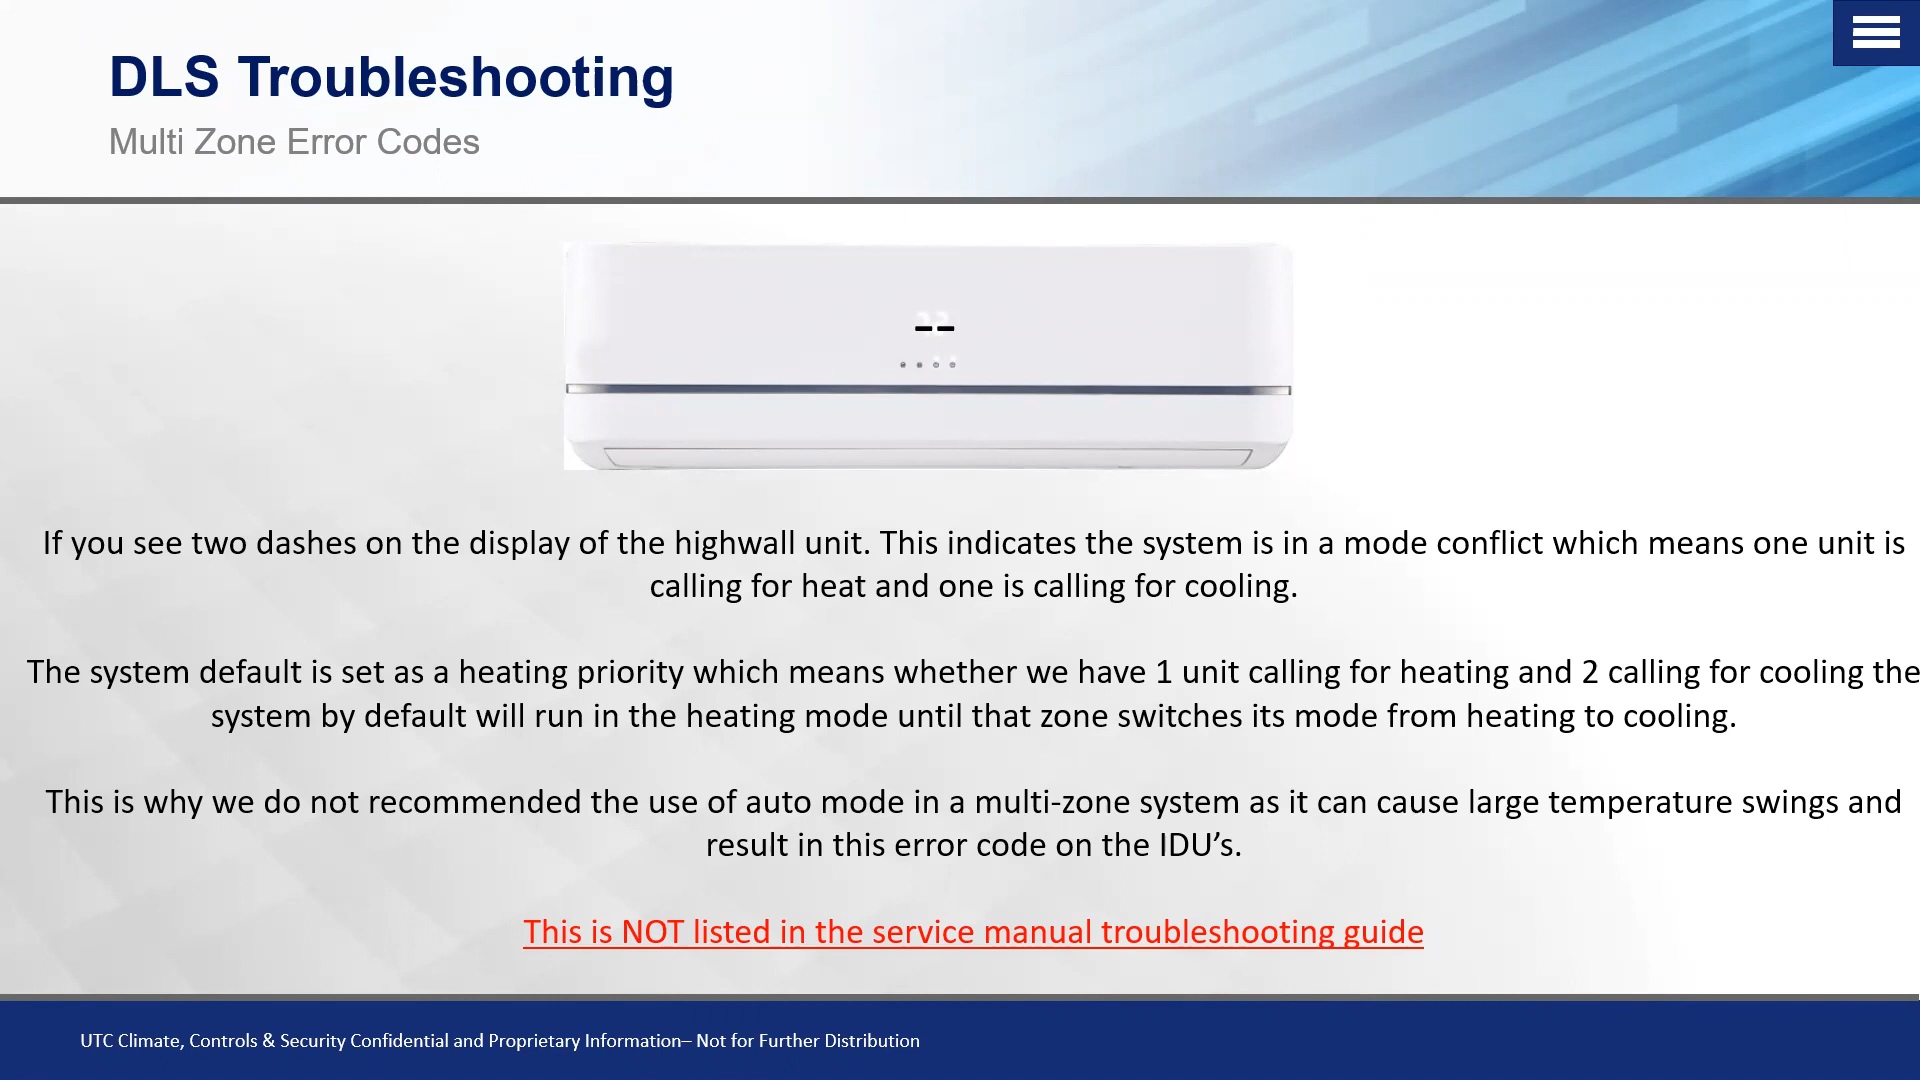 DLS Troubleshooting
Multi Zone Error Codes
--
If you see two dashes on the display of the highwall unit. This indicates the system is in a mode conflict which means one unit is
calling for heat and one is calling for cooling.
The system default is set as a heating priority which means whether we have 1 unit calling for heating and 2 calling for cooling the
system by default will run in the heating mode until that zone switches its mode from heating to cooling.
This is why we do not recommended the use of auto mode in a multi-zone system as it can cause large temperature swings and
result in this error code on the IDU’s.
This is NOT listed in the service manual troubleshooting guide
UTC Climate, Controls & Security Confidential and Proprietary Information– Not for Further Distribution